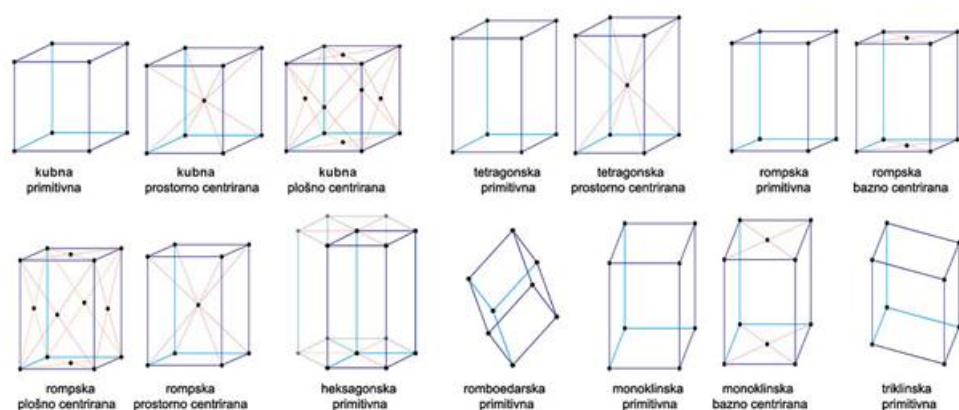 kubna
primitivna
kubna
prostorno centrirana
kubna
plošno centrirana
tetragonska
primitivna
tetragonska
prostorno centrirana
rompska
primitivna
rompska
bazno centrirana
rompska
plošno centrirana
rompska
prostorno centrirana
heksagonska
primitivna
romboedarska
primitivna
monoklinska
primitivna
monoklinska
bazno centrirana
triklinska
primitivna